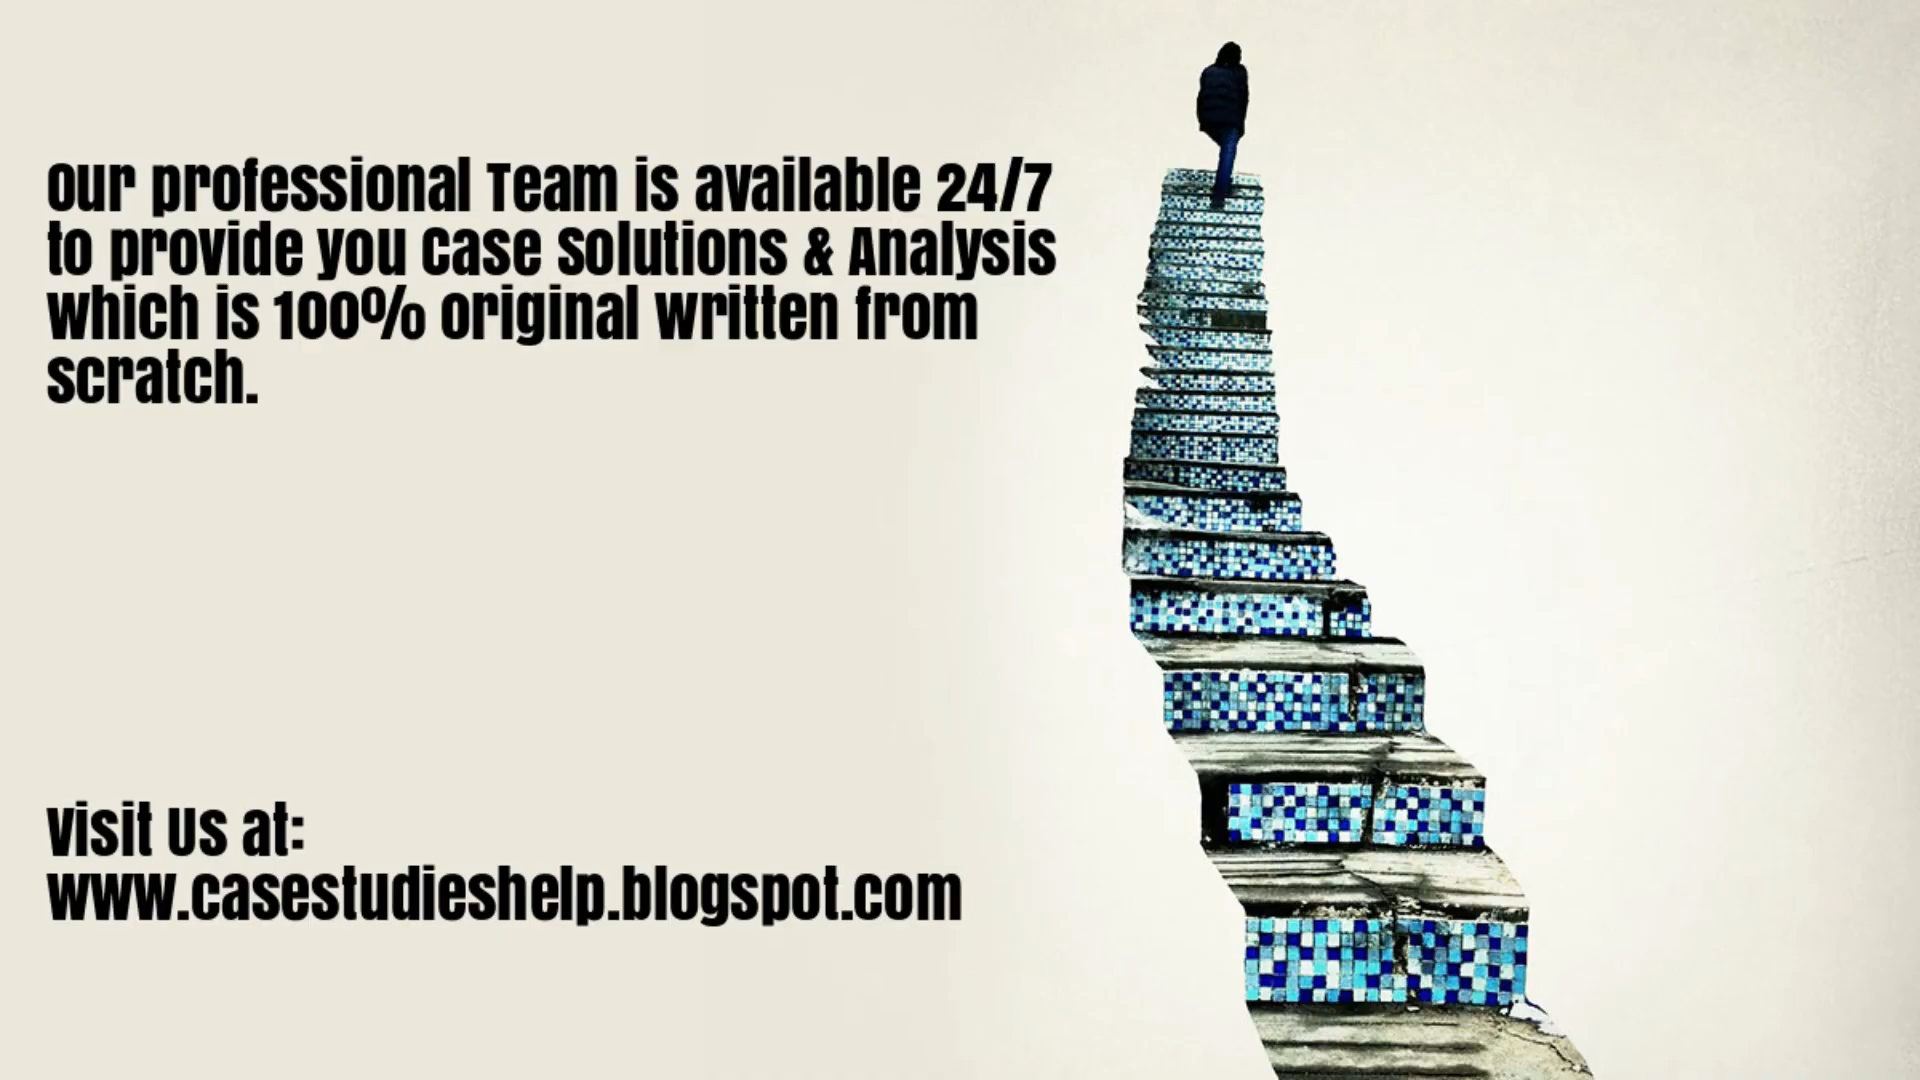 Our professional Team is available 24/7
to provide you Case Solutions & Analysis
which is 100% original written from
scratch.
Visit Us at:
www.casestudieshelp.blogspot.com